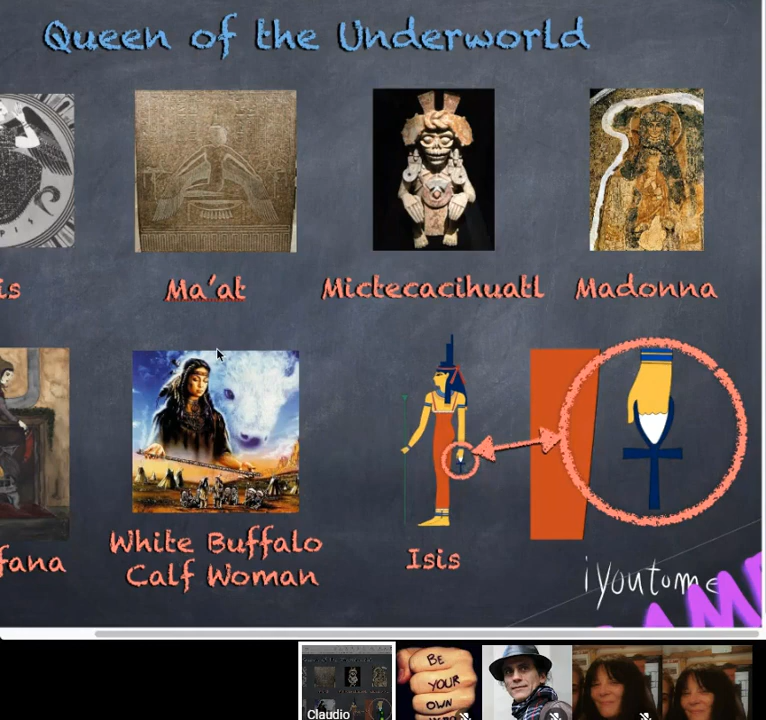 Queen of the Underworld
is
Ma'at
Mictecacihuatl
Madonna
fana
White Buffalo
Calf Woman
Isis
iyoutome
AMP
Claudio
BE
YOUR
OWN